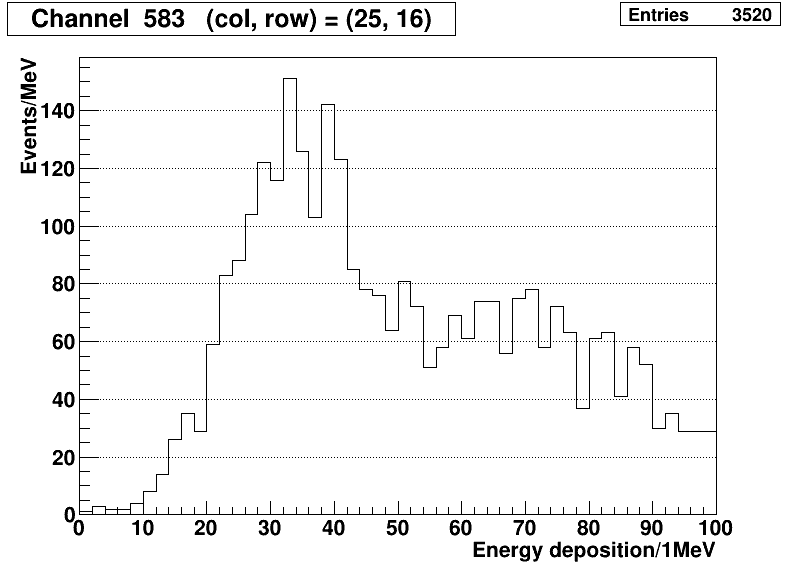 Channel 583 (col, row) = (25, 16)
Entries 3520
Events/MeV
140
120
100
80
60
40
20
0
0 10 20 30 40 50 60 70 80 90 100
Energy deposition/1MeV